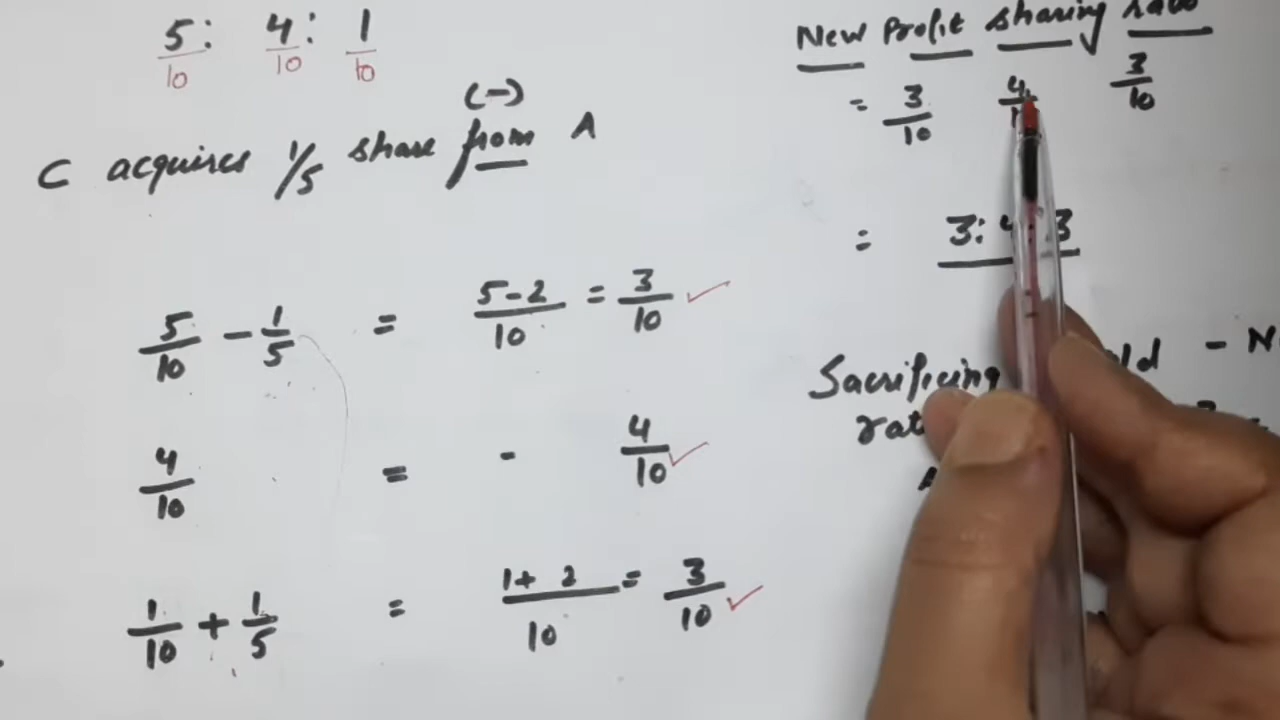 5: 4: 1
10 10 10
(-)
C acquires 1/5 share from A
5/10 - 1/5 = 5-2/10 = 3/10 ✓
4/10 = - 4/10 ✓
1/10 + 1/5 = 1+ 2/10 = 3/10 ✓
New Profit sharing
= 3/10 3/10
= 3: 3
Sacrificing -